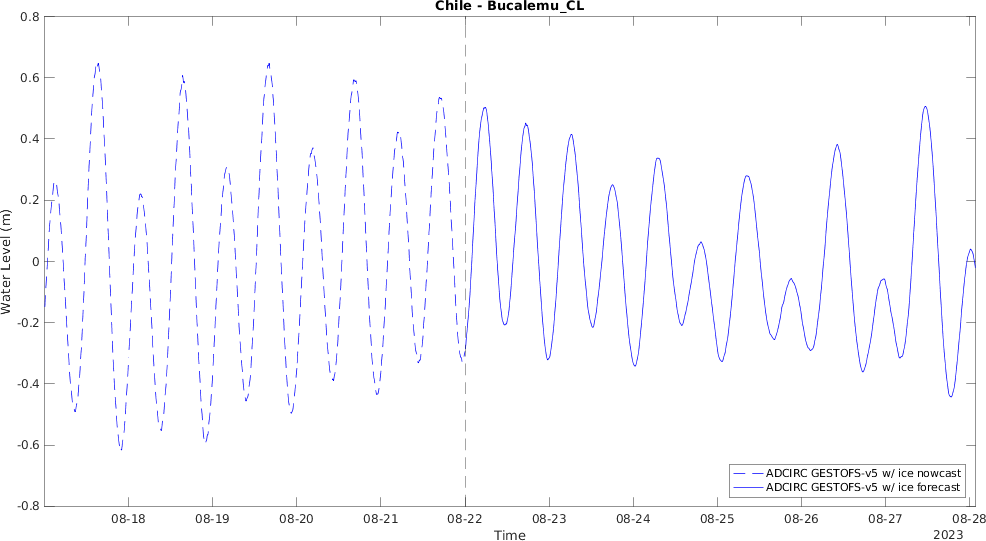 Chile - Bucalemu_CL
Water Level (m)
0.8
0.6
0.4
0.2
0
-0.2
-0.4
-0.6
-0.8
ADCIRC GESTOFS-v5 w/ ice nowcast
ADCIRC GESTOFS-v5 w/ ice forecast
08-18 08-19 08-20 08-21 08-22 08-23 08-24 08-25 08-26 08-27 08-28
Time
2023